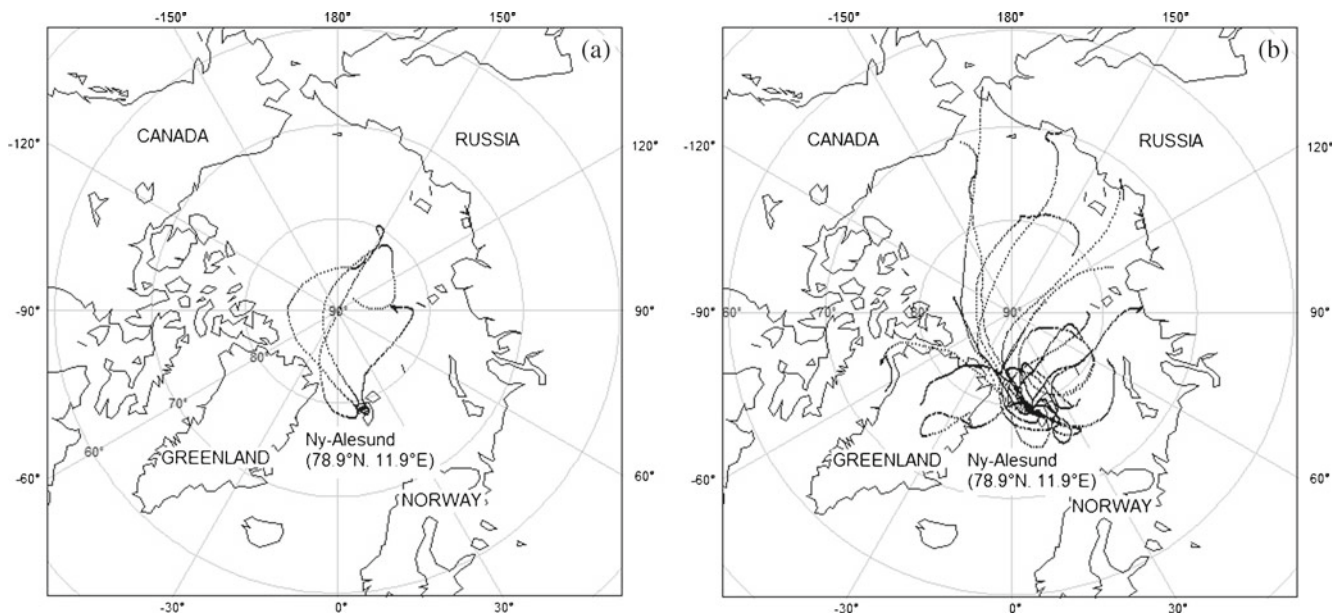 -150° 180° 150°
(a)
CANADA RUSSIA
-120° 120°
-90° 90° 90°
80°
70°
60°
Ny-Alesund
(78.9°N. 11.9°E)
GREENLAND
-60° 60°
NORWAY
-30° 0° 30°
-150° 180° 150°
(b)
CANADA RUSSIA
-120° 120°
-90° 60° 70° 80° 90° 90°
GREENLAND Ny-Alesund
(78.9°N. 11.9°E)
-60° 60°
NORWAY
-30° 0° 30°